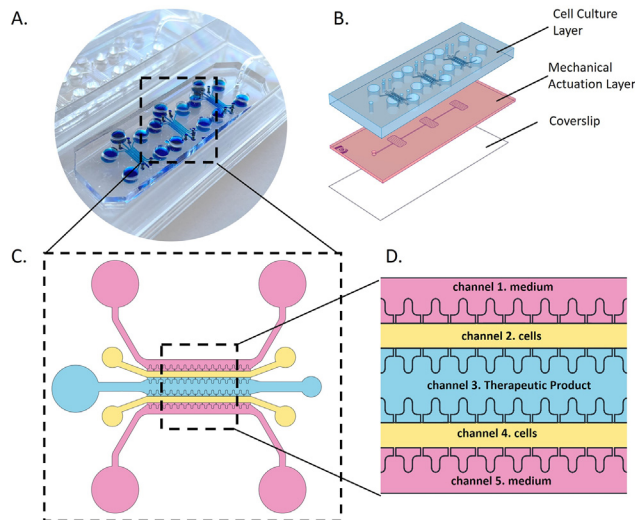 A.
B.
Cell Culture
Layer
Mechanical
Actuation Layer
Coverslip
C.
D.
channel 1. medium
channel 2. cells
channel 3. Therapeutic Product
channel 4. cells
channel 5. medium